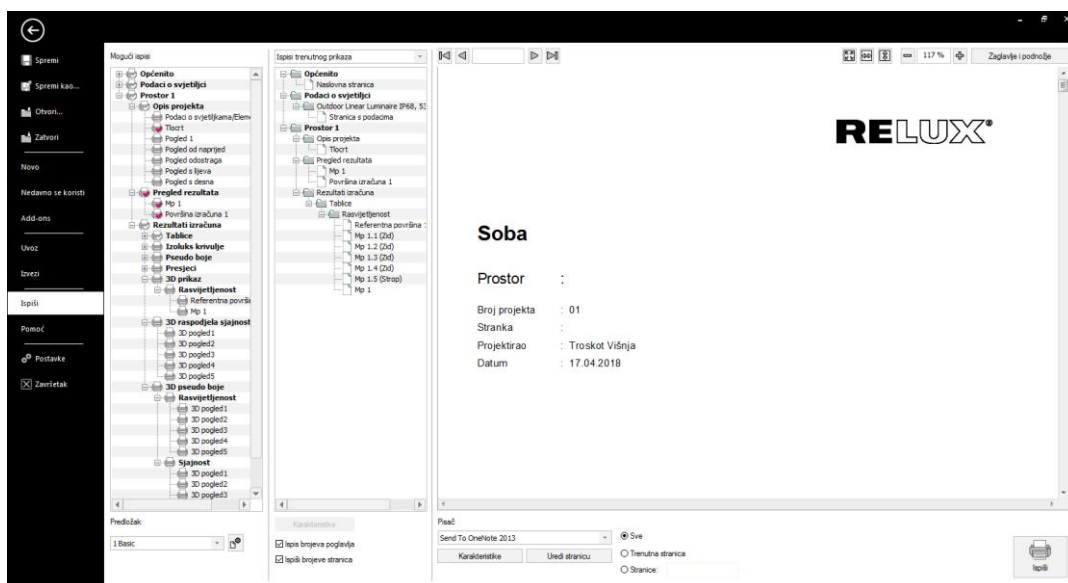 Spremi
Spremi kao...
Otvori...
Zatvori
Novo
Nedavno se koristi
Add-ons
Uvoz
Izvezi
Ispiši
Pomoć
Postavke
Završetak
Mogući ispisi
Općenito
Podaci o svjetiljci
Prostor 1
Opis projekta
Podaci o svjetiljkama/Eleme
Tlocrt
Pogled 1
Pogled od naprijed
Pogled odostraga
Pogled s lijeva
Pogled s desna
Pregled rezultata
Mp 1
Površina izračuna 1
Rezultati izračuna
Tablice
Izoluks krivulje
Pseudo boje
Presjeci
3D prikaz
Rasvijetljenost
Referentna površin
Mp 1
3D raspodjela sjajnost
3D pogled1
3D pogled2
3D pogled3
3D pogled4
3D pogled5
3D pseudo boje
Rasvijetljenost
3D pogled1
3D pogled2
3D pogled3
3D pogled4
3D pogled5
Sjajnost
3D pogled1
3D pogled2
3D pogled3
Predložak
1 Basic
Ispisi trenutnog prikaza
Općenito
Naslovna stranica
Podaci o svjetiljci
Outdoor Linear Luminaire IP68, 53
Stranica s podacima
Prostor 1
Opis projekta
Tlocrt
Pregled rezultata
Mp 1
Površina izračuna 1
Rezultati izračuna
Tablice
Rasvijetljenost
Referentna površina 1
Mp 1.1 (Zid)
Mp 1.2 (Zid)
Mp 1.3 (Zid)
Mp 1.4 (Zid)
Mp 1.5 (Strop)
Mp 1
Karakteristike
Ispis brojeva poglavlja
Ispiši brojeve stranica
117 %
Zaglavlje i podnožje
RELUX®
Soba
Prostor :
Broj projekta : 01
Stranka :
Projektirao : Troskot Višnja
Datum : 17.04.2018
Pisač
Send To OneNote 2013
Karakteristike
Uredi stranicu
Sve
Trenutna stranica
Stranice:
Ispiši